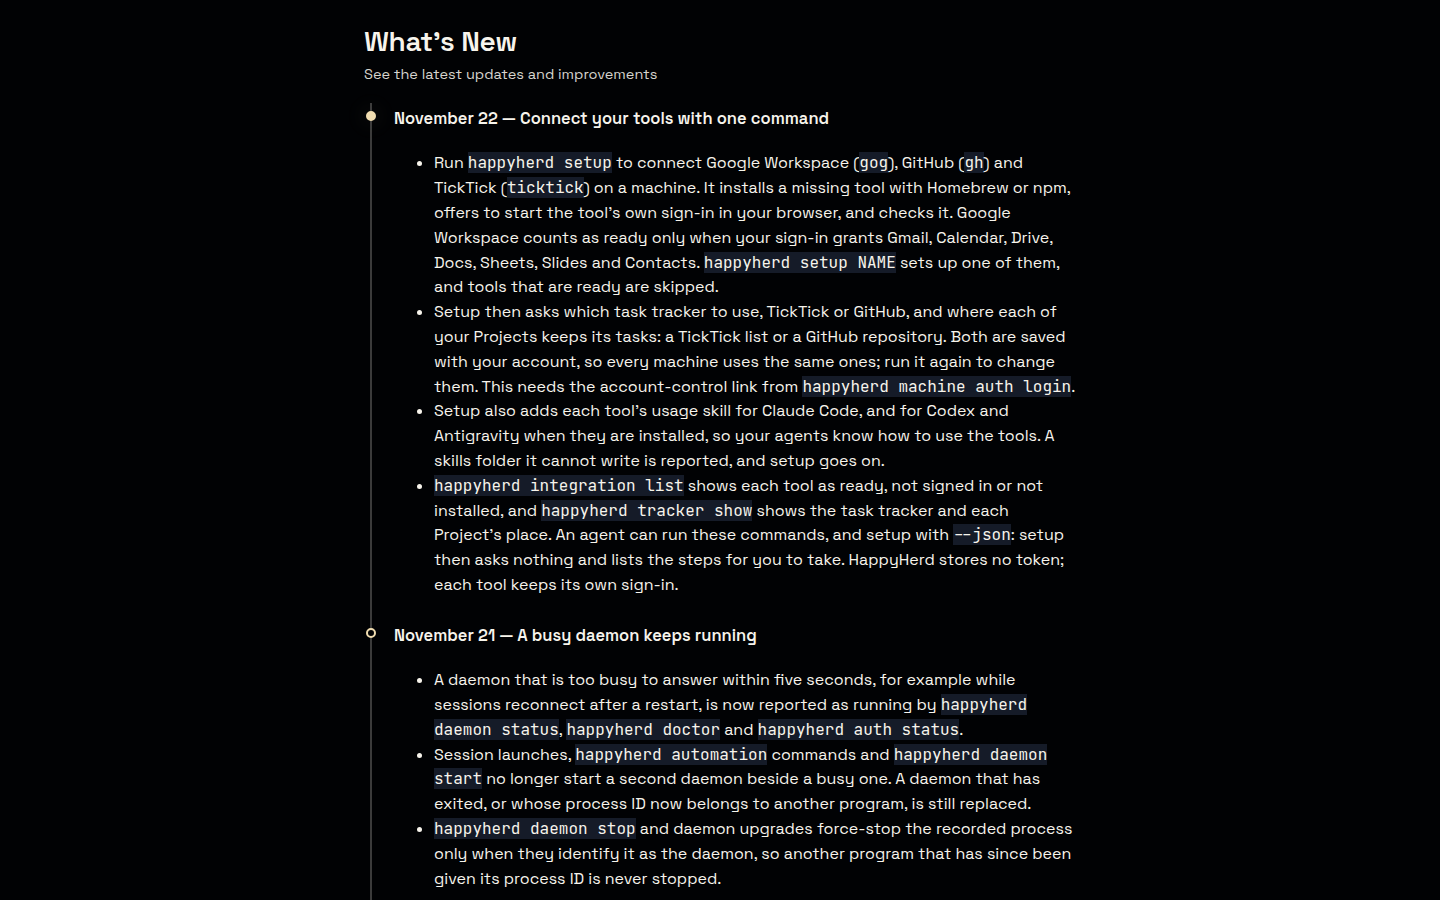 What's New
See the latest updates and improvements
November 22 — Connect your tools with one command
Run happyherd setup to connect Google Workspace (gog), GitHub (gh) and
TickTick (ticktick) on a machine. It installs a missing tool with Homebrew or npm,
offers to start the tool's own sign-in in your browser, and checks it. Google
Workspace counts as ready only when your sign-in grants Gmail, Calendar, Drive,
Docs, Sheets, Slides and Contacts. happyherd setup NAME sets up one of them,
and tools that are ready are skipped.
Setup then asks which task tracker to use, TickTick or GitHub, and where each of
your Projects keeps its tasks: a TickTick list or a GitHub repository. Both are saved
with your account, so every machine uses the same ones; run it again to change
them. This needs the account-control link from happyherd machine auth login.
Setup also adds each tool's usage skill for Claude Code, and for Codex and
Antigravity when they are installed, so your agents know how to use the tools. A
skills folder it cannot write is reported, and setup goes on.
happyherd integration list shows each tool as ready, not signed in or not
installed, and happyherd tracker show shows the task tracker and each
Project's place. An agent can run these commands, and setup with --json: setup
then asks nothing and lists the steps for you to take. HappyHerd stores no token;
each tool keeps its own sign-in.
November 21 — A busy daemon keeps running
A daemon that is too busy to answer within five seconds, for example while
sessions reconnect after a restart, is now reported as running by happyherd
daemon status, happyherd doctor and happyherd auth status.
Session launches, happyherd automation commands and happyherd daemon
start no longer start a second daemon beside a busy one. A daemon that has
exited, or whose process ID now belongs to another program, is still replaced.
happyherd daemon stop and daemon upgrades force-stop the recorded process
only when they identify it as the daemon, so another program that has since been
given its process ID is never stopped.